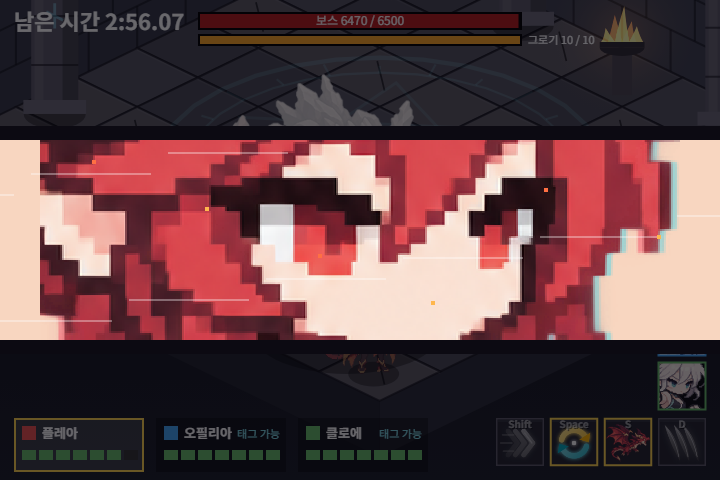 남은 시간 2:56.07
보스 6470 / 6500
그로기 10 / 10
플레아
오필리아 태그 가능
클로에 태그 가능
Shift
Space
S
D